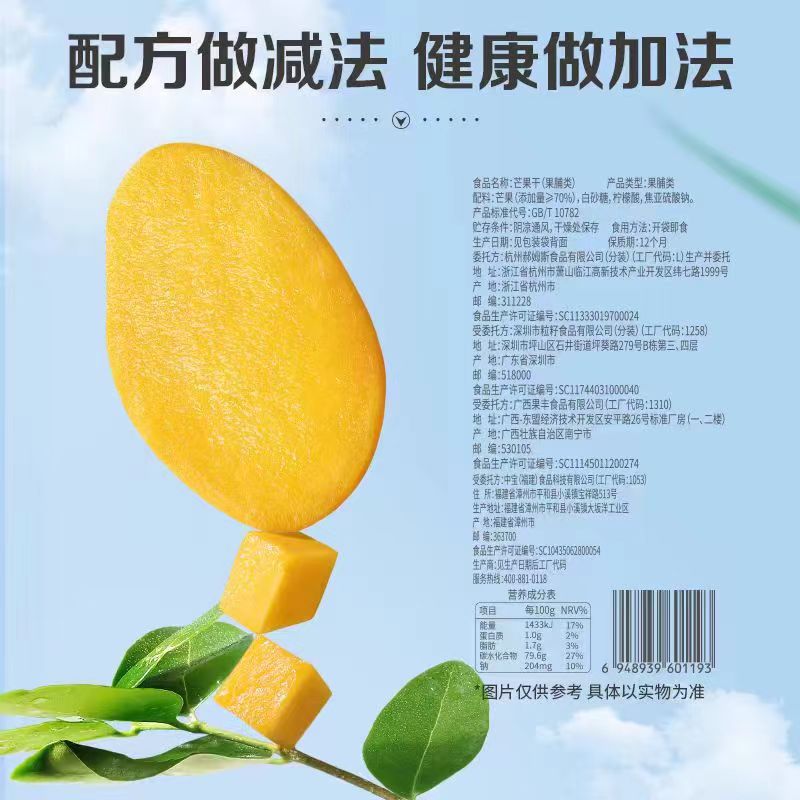 配方做减法 健康做加法
食品名称:芒果干(果脯类) 产品类型:果脯类
配料:芒果(添加量≥70%),白砂糖,柠檬酸,焦亚硫酸钠。
产品标准代号:GB/T 10782
贮存条件:阴凉通风,干燥处保存 食用方法:开袋即食
生产日期:见包装袋背面 保质期:12个月
委托方:杭州郝姆斯食品有限公司(分装)(工厂代码:L)生产并委托
地 址:浙江省杭州市萧山临江高新技术产业开发区纬七路1999号
产 地:浙江省杭州市
邮 编:311228
食品生产许可证编号:SC11333019700024
受委托方:深圳市粒籽食品有限公司(分装)(工厂代码:1258)
地 址:深圳市坪山区石井街道坪葵路279号B栋第三、四层
产 地:广东省深圳市
邮 编:518000
食品生产许可证编号:SC11744031000040
受委托方:广西果丰食品有限公司(工厂代码:1310)
地 址:广西-东盟经济技术开发区安平路26号标准厂房(一、二楼)
产 地:广西壮族自治区南宁市
邮 编:530105
食品生产许可证编号:SC11145011200274
受委托方:中宝(福建)食品科技有限公司(工厂代码:1053)
住 所:福建省漳州市平和县小溪镇宝祥路513号
生产地址:福建省漳州市平和县小溪镇大坂洋工业区
产 地:福建省漳州市
邮 编:363700
食品生产许可证编号:SC10435062800054
生产商:见生产日期后工厂代码
服务热线:400-881-0118
营养成分表
项目 每100g NRV%
能量 1433kJ 17%
蛋白质 1.0g 2%
脂肪 1.7g 3%
碳水化合物 79.6g 27%
钠 204mg 10%
6 948939 601193
*图片仅供参考 具体以实物为准